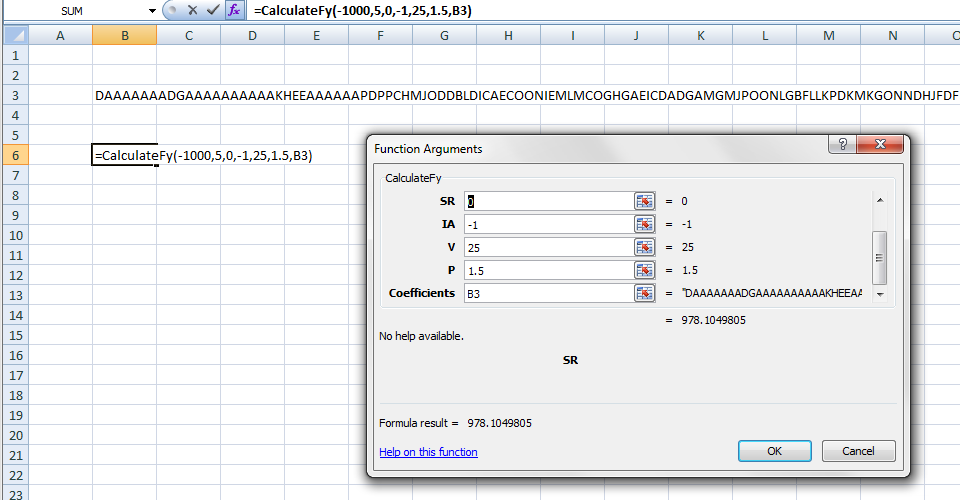 SUM =CalculateFy(-1000,5,0,-1,25,1.5,B3)
A B C D E F G H I J K L M N O
1
2
3 DAAAAAAADGAAAAAAAAAAKHEEAAAAAAPDPPCHMJODDBLDICAECOONIEMLMCOGHGAEICDADGAMGMJPOONLGBFLLKPDKMKGONNDHJFDF
4
5
6 =CalculateFy(-1000,5,0,-1,25,1.5,B3)
7
8
9
10
11
12
13
14
15
16
17
18
19
20
21
22
23
Function Arguments
CalculateFy
SR 0 = 0
IA -1 = -1
V 25 = 25
P 1.5 = 1.5
Coefficients B3 = "DAAAAAAADGAAAAAAAAAAKHEEAA
= 978.1049805
No help available.
SR
Formula result = 978.1049805
Help on this function
OK Cancel